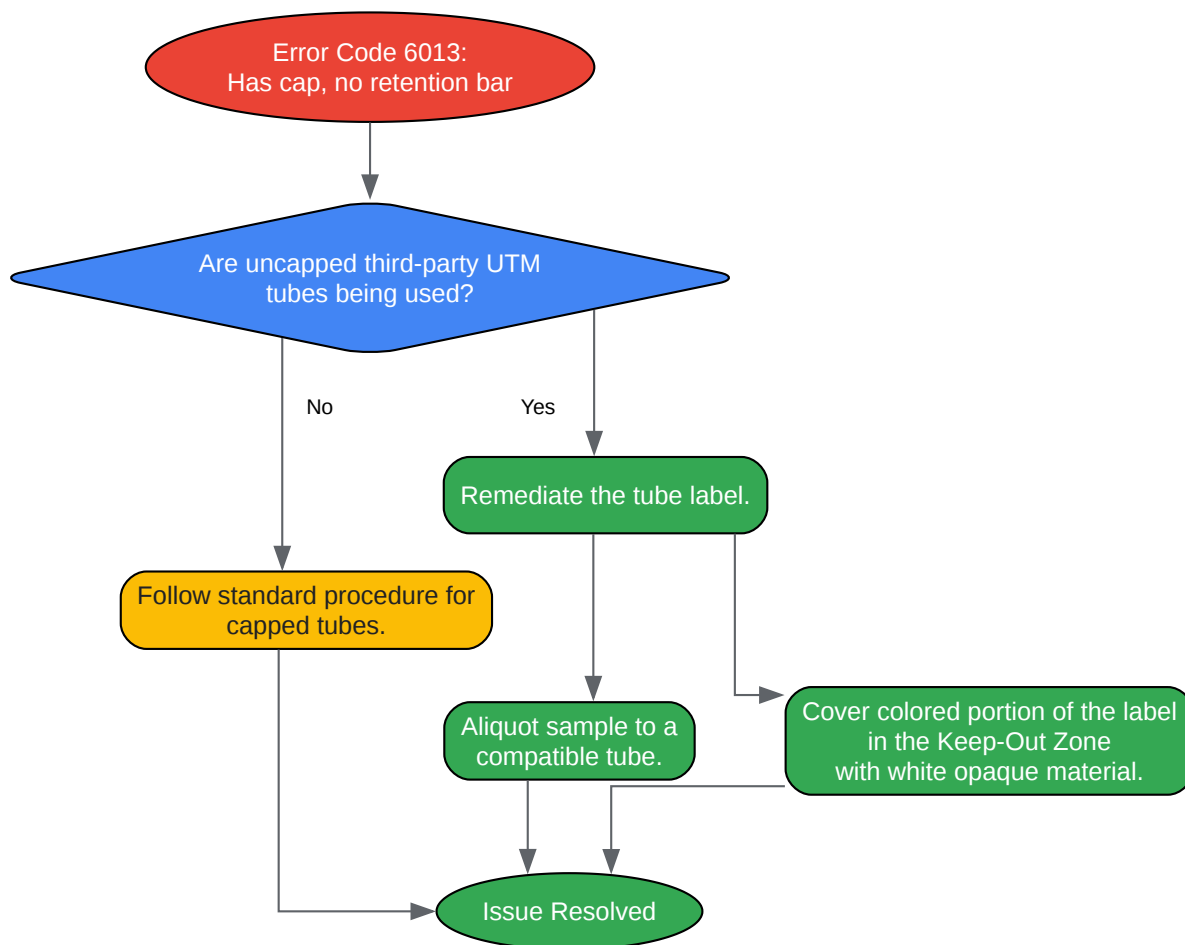 Error Code 6013:
Has cap, no retention bar
Are uncapped third-party UTM
tubes being used?
No
Yes
Remediate the tube label.
Follow standard procedure for
capped tubes.
Aliquot sample to a
compatible tube.
Cover colored portion of the label
in the Keep-Out Zone
with white opaque material.
Issue Resolved